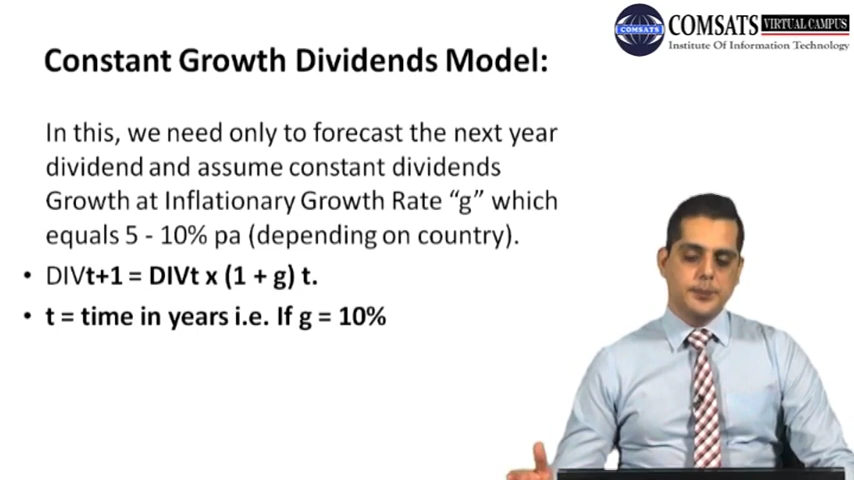 COMSATS VIRTUAL CAMPUS
COMSATS
Institute Of Information Technology
Constant Growth Dividends Model:
In this, we need only to forecast the next year
dividend and assume constant dividends
Growth at Inflationary Growth Rate “g” which
equals 5 - 10% pa (depending on country).
• DIVt+1 = DIVt x (1 + g) t.
• t = time in years i.e. If g = 10%